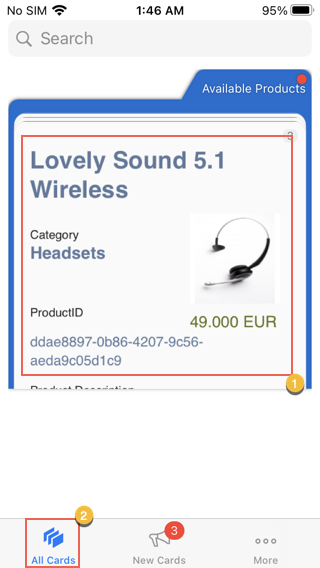 No SIM 1:46 AM 95%
Search
Available Products
3
Lovely Sound 5.1
Wireless
Category
Headsets
ProductID
49.000 EUR
ddae8897-0b86-4207-9c56-
aeda9c05d1c9
Product Description
1
2
3
All Cards New Cards More